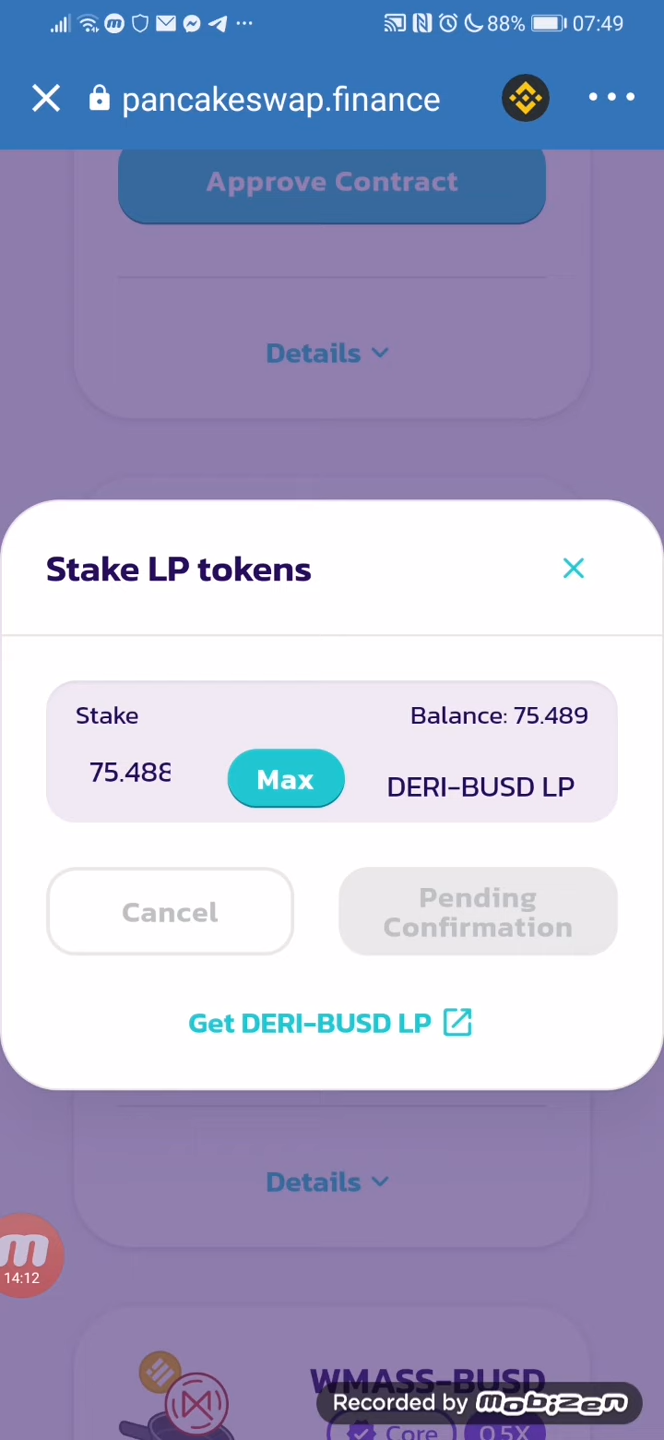 88% 07:49
pancakeswap.finance
Approve Contract
Details
Stake LP tokens
Stake
Balance: 75.489
75.488
Max
DERI-BUSD LP
Cancel
Pending
Confirmation
Get DERI-BUSD LP
Details
14:12
WMASS-BUSD
Recorded by mobizen
Core
0.5X